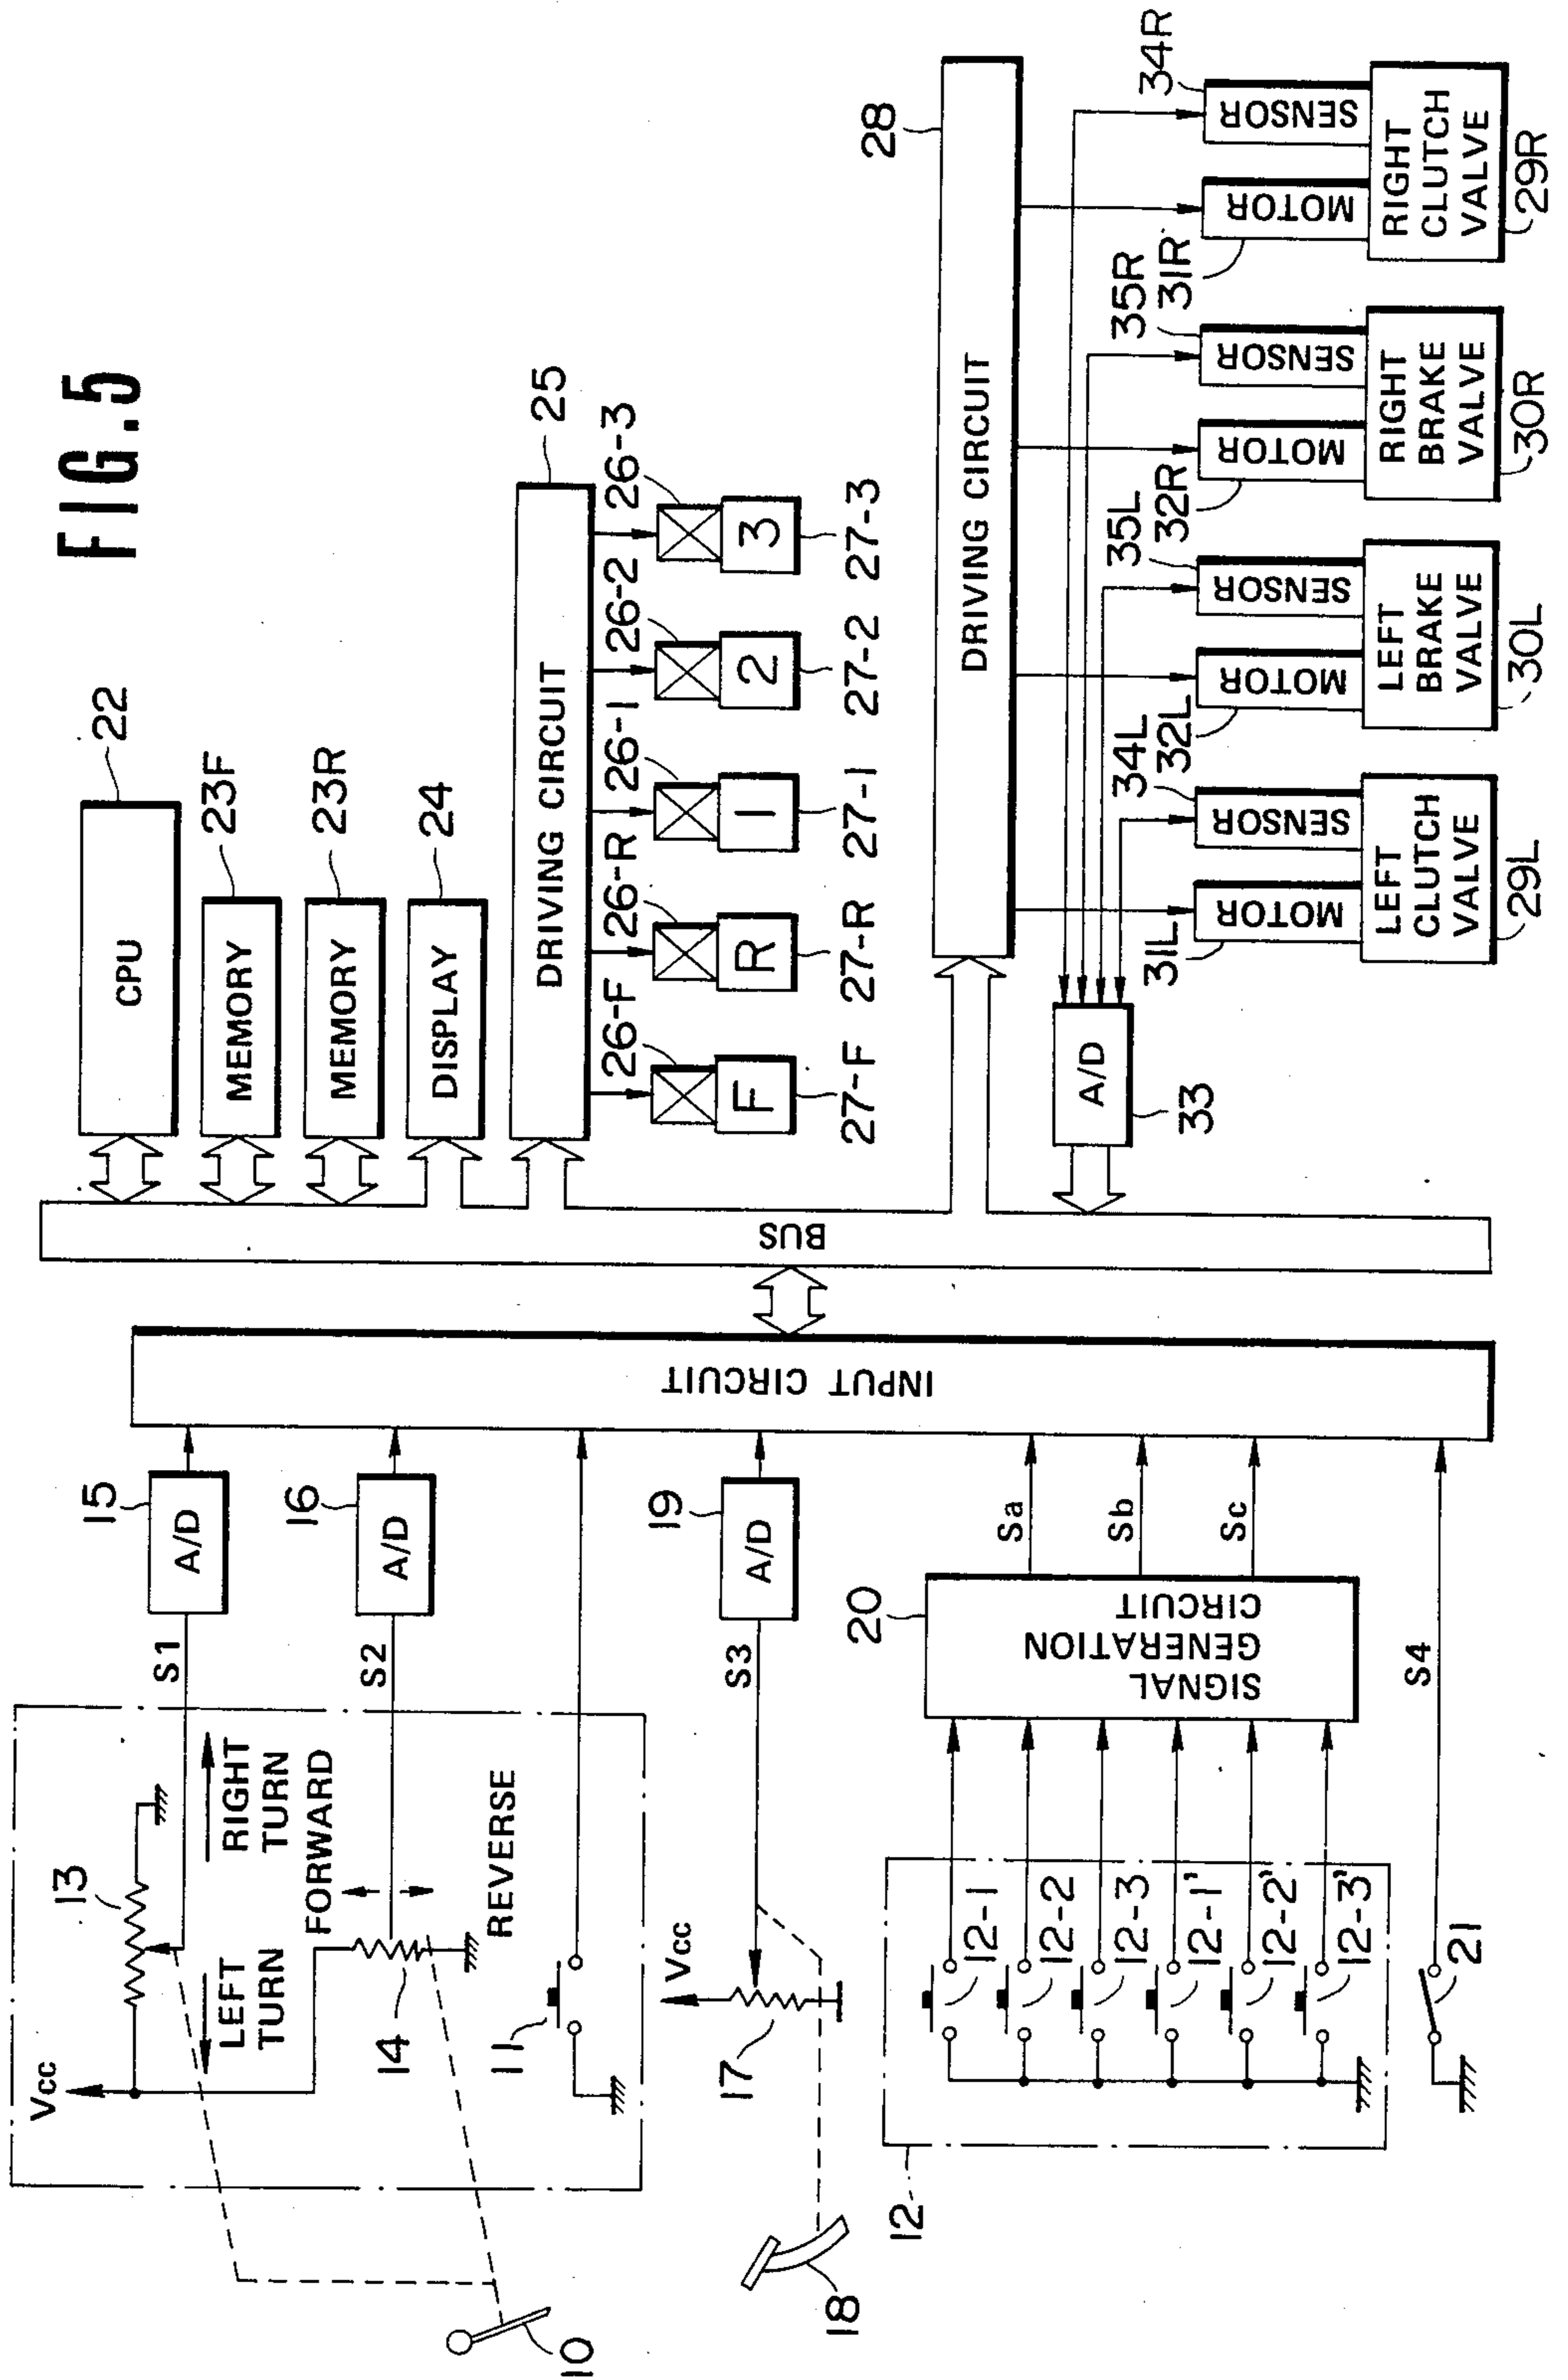 FIG.5
CPU
22
MEMORY
23F
MEMORY
23R
DISPLAY
24
DRIVING CIRCUIT
25
26-F
26-R
26-1
26-2
26-3
F
R
1
2
3
27-F
27-R
27-1
27-2
27-3
DRIVING CIRCUIT
28
A/D
33
31L
34L
32L
35L
32R
35R
31R
34R
MOTOR
SENSOR
MOTOR
SENSOR
MOTOR
SENSOR
MOTOR
SENSOR
LEFT
CLUTCH
VALVE
LEFT
BRAKE
VALVE
RIGHT
BRAKE
VALVE
RIGHT
CLUTCH
VALVE
29L
30L
30R
29R
BUS
INPUT CIRCUIT
Vcc
13
S1
15
A/D
LEFT
TURN
RIGHT
TURN
FORWARD
14
S2
16
A/D
REVERSE
11
10
Vcc
17
S3
19
A/D
18
12
12-1
12-2
12-3
12-1'
12-2'
12-3'
20
SIGNAL
GENERATION
CIRCUIT
Sa
Sb
Sc
21
S4